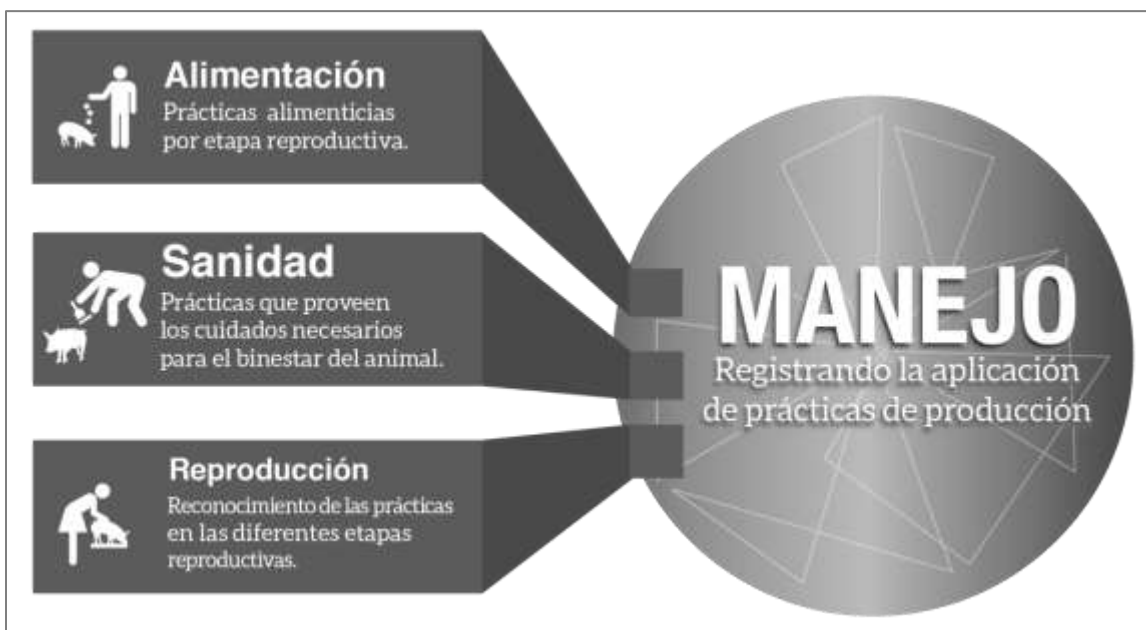 Alimentación
Prácticas alimenticias
por etapa reproductiva.
Sanidad
Prácticas que proveen
los cuidados necesarios
para el binestar del animal.
Reproducción
Reconocimiento de las prácticas
en las diferentes etapas
reproductivas.
MANEJO
Registrando la aplicación
de prácticas de producción